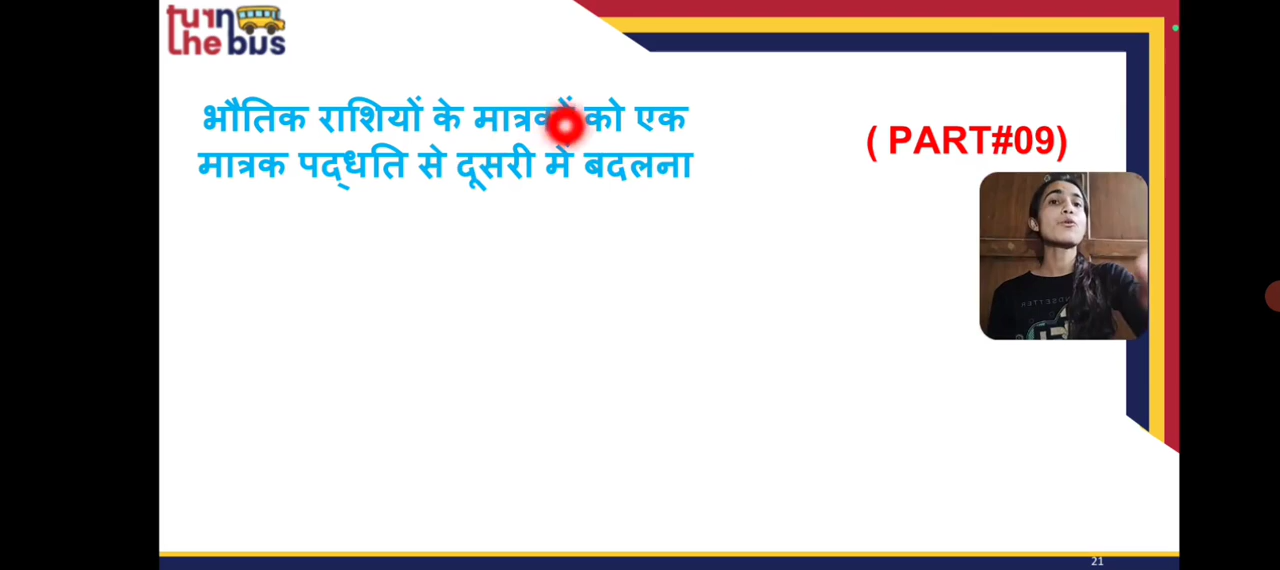 turn
the bus
भौतिक राशियों के मात्रकों को एक
मात्रक पद्धति से दूसरी में बदलना
( PART#09)
21